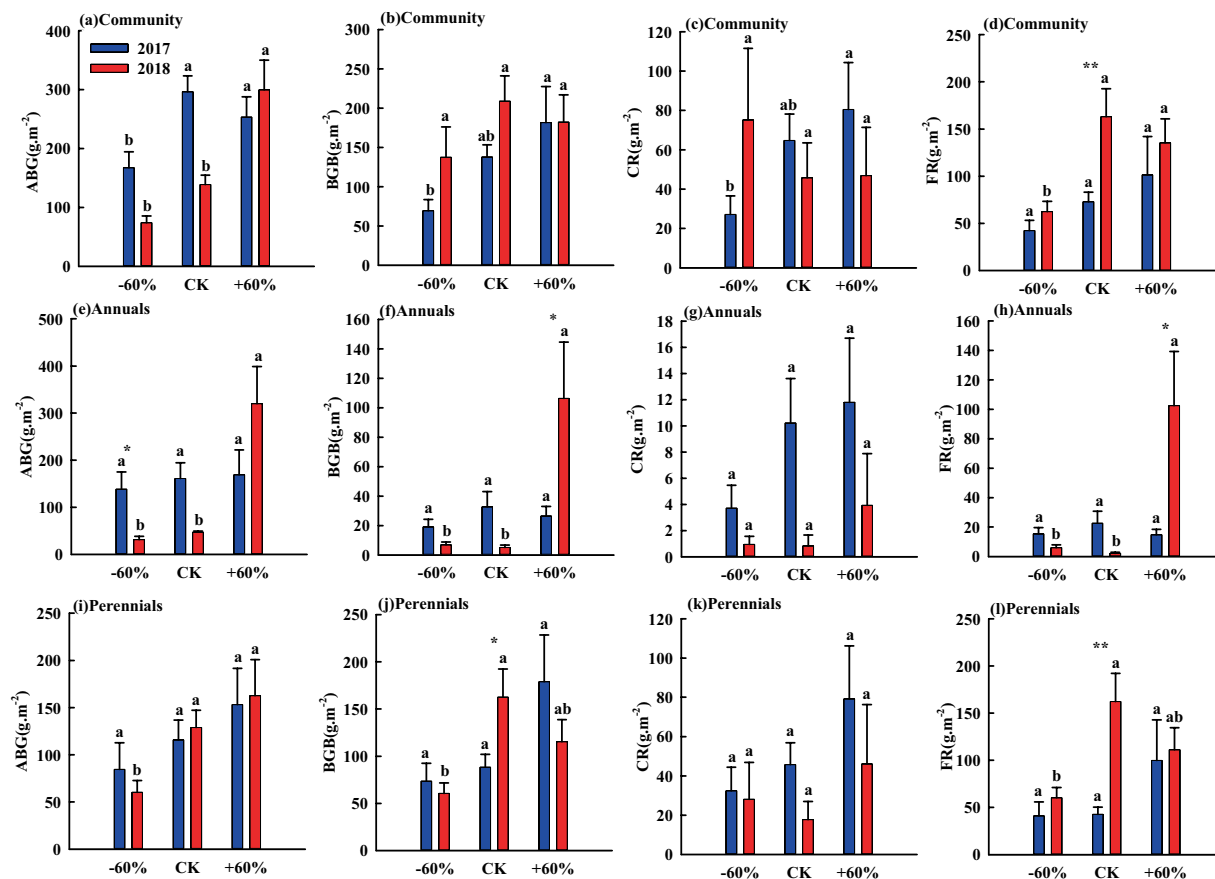 (a)Community
400
300
200
100
0
ABG(g.m-2)
2017
2018
b
b
a
b
a
a
-60%
CK
+60%
(b)Community
300
250
200
150
100
50
0
BGB(g.m-2)
b
a
ab
a
a
a
-60%
CK
+60%
(c)Community
120
100
80
60
40
20
0
CR(g.m-2)
b
a
ab
a
a
a
-60%
CK
+60%
(d)Community
250
200
150
100
50
0
FR(g.m-2)
a
b
**
a
a
a
a
-60%
CK
+60%
(e)Annuals
500
400
300
200
100
0
ABG(g.m-2)
*
a
b
a
b
a
a
-60%
CK
+60%
(f)Annuals
160
140
120
100
80
60
40
20
0
BGB(g.m-2)
a
b
a
b
*
a
a
-60%
CK
+60%
(g)Annuals
18
16
14
12
10
8
6
4
2
0
CR(g.m-2)
a
a
a
a
a
a
-60%
CK
+60%
(h)Annuals
160
140
120
100
80
60
40
20
0
FR(g.m-2)
a
b
a
b
*
a
a
-60%
CK
+60%
(i)Perennials
250
200
150
100
50
0
ABG(g.m-2)
a
b
a
a
a
a
-60%
CK
+60%
(j)Perennials
250
200
150
100
50
0
BGB(g.m-2)
a
b
*
a
a
a
ab
-60%
CK
+60%
(k)Perennials
120
100
80
60
40
20
0
CR(g.m-2)
a
a
a
a
a
a
-60%
CK
+60%
(l)Perennials
250
200
150
100
50
0
FR(g.m-2)
a
b
**
a
a
a
ab
-60%
CK
+60%